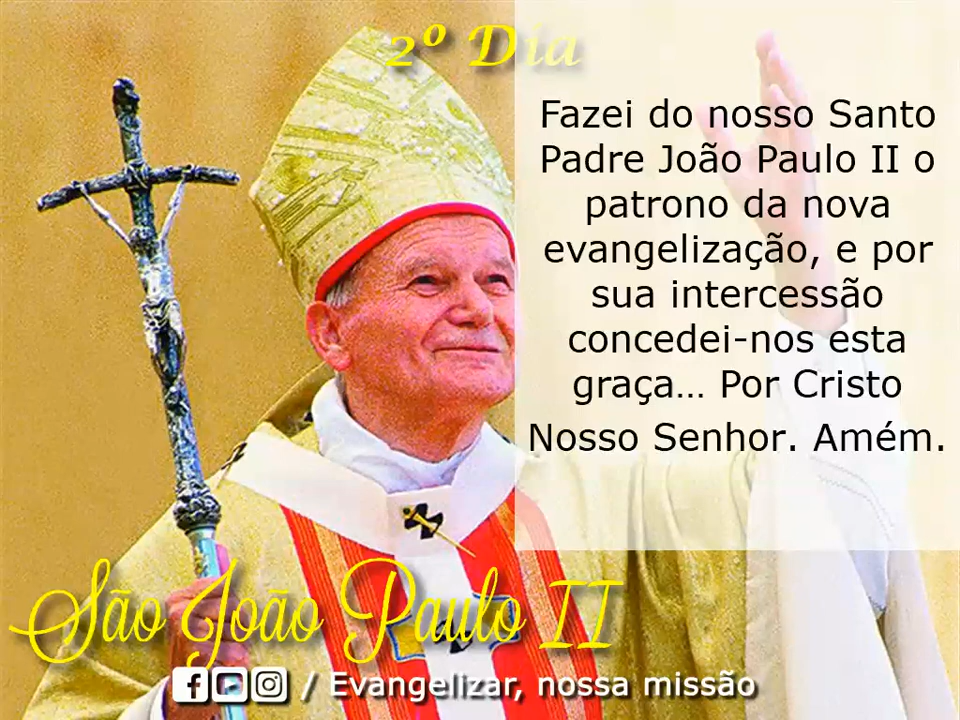 2º Dia
Fazei do nosso Santo
Padre João Paulo II o
patrono da nova
evangelização, e por
sua intercessão
concedei-nos esta
graça... Por Cristo
Nosso Senhor. Amém.
São João Paulo II
/ Evangelizar, nossa missão